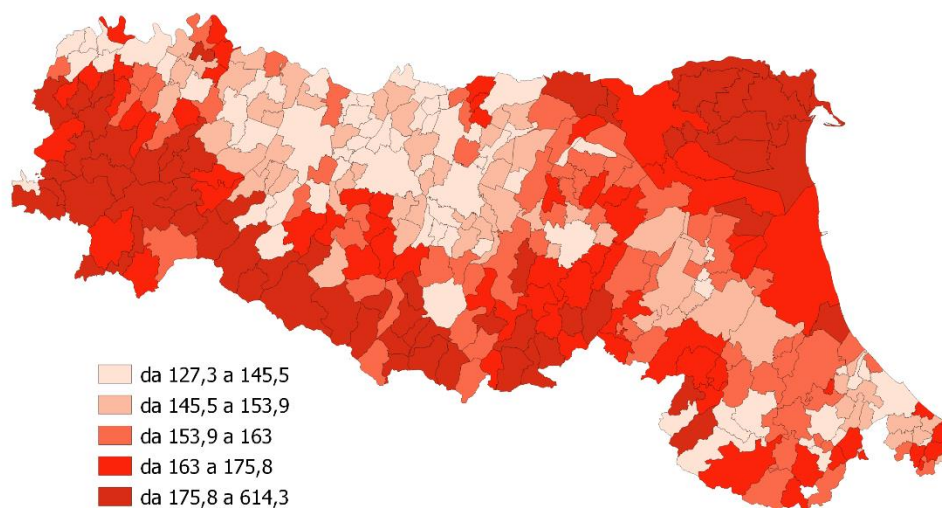 da 127,3 a 145,5
da 145,5 a 153,9
da 153,9 a 163
da 163 a 175,8
da 175,8 a 614,3